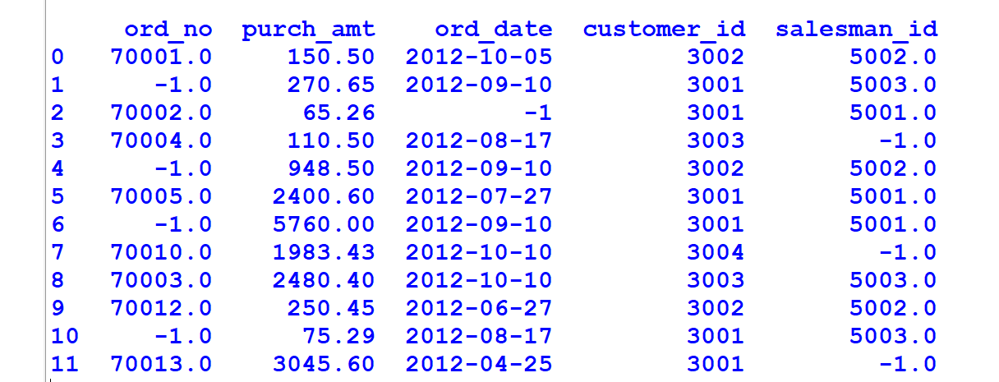 ord_no purch_amt ord_date customer_id salesman_id
0 70001.0 150.50 2012-10-05 3002 5002.0
1 -1.0 270.65 2012-09-10 3001 5003.0
2 70002.0 65.26 -1 3001 5001.0
3 70004.0 110.50 2012-08-17 3003 -1.0
4 -1.0 948.50 2012-09-10 3002 5002.0
5 70005.0 2400.60 2012-07-27 3001 5001.0
6 -1.0 5760.00 2012-09-10 3001 5001.0
7 70010.0 1983.43 2012-10-10 3004 -1.0
8 70003.0 2480.40 2012-10-10 3003 5003.0
9 70012.0 250.45 2012-06-27 3002 5002.0
10 -1.0 75.29 2012-08-17 3001 5003.0
11 70013.0 3045.60 2012-04-25 3001 -1.0